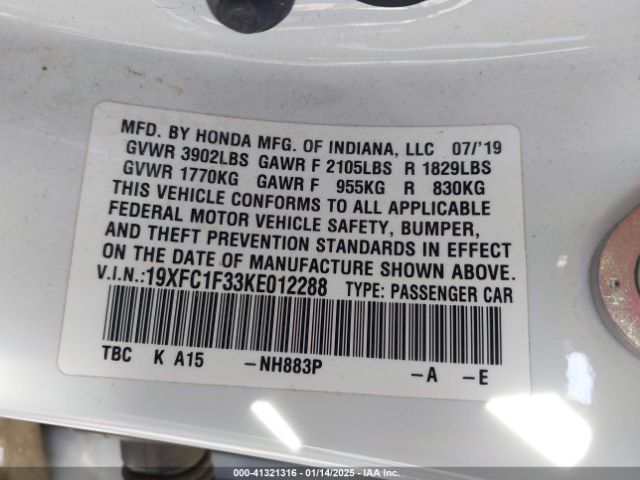 MFD. BY HONDA MFG. OF INDIANA, LLC 07/'19
GVWR 3902LBS GAWR F 2105LBS R 1829LBS
GVWR 1770KG GAWR F 955KG R 830KG
THIS VEHICLE CONFORMS TO ALL APPLICABLE
FEDERAL MOTOR VEHICLE SAFETY, BUMPER,
AND THEFT PREVENTION STANDARDS IN EFFECT
ON THE DATE OF MANUFACTURE SHOWN ABOVE.
V.I.N.:19XFC1F33KE012288 TYPE: PASSENGER CAR
TBC K A15 -NH883P -A -E
000-41321316 - 01/14/2025 - IAA Inc.